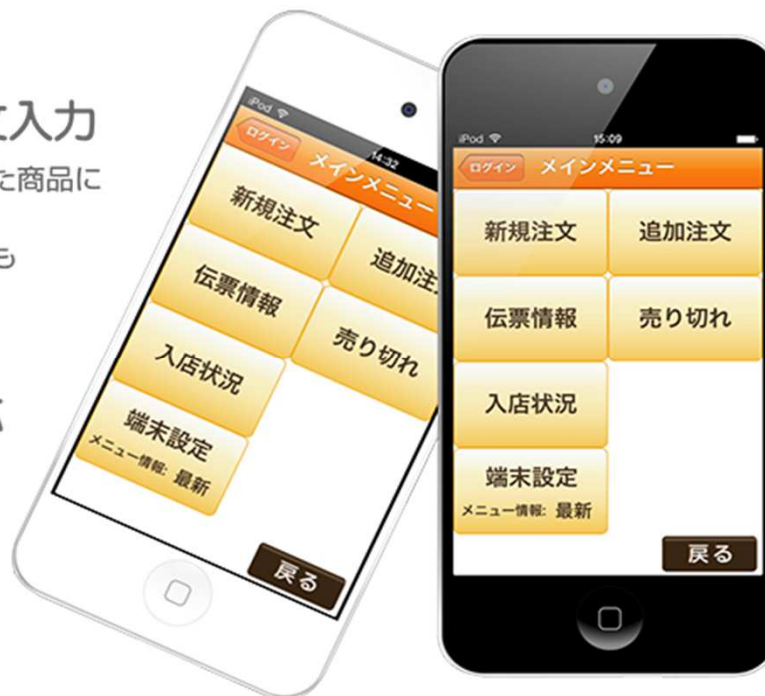 文入力
た商品に
も
iPod 14:32
ログイン メインメニュー
新規注文 追加注文
伝票情報 売り切れ
入店状況
端末設定
メニュー情報: 最新
戻る
iPod 15:09
ログイン メインメニュー
新規注文 追加注文
伝票情報 売り切れ
入店状況
端末設定
メニュー情報: 最新
戻る